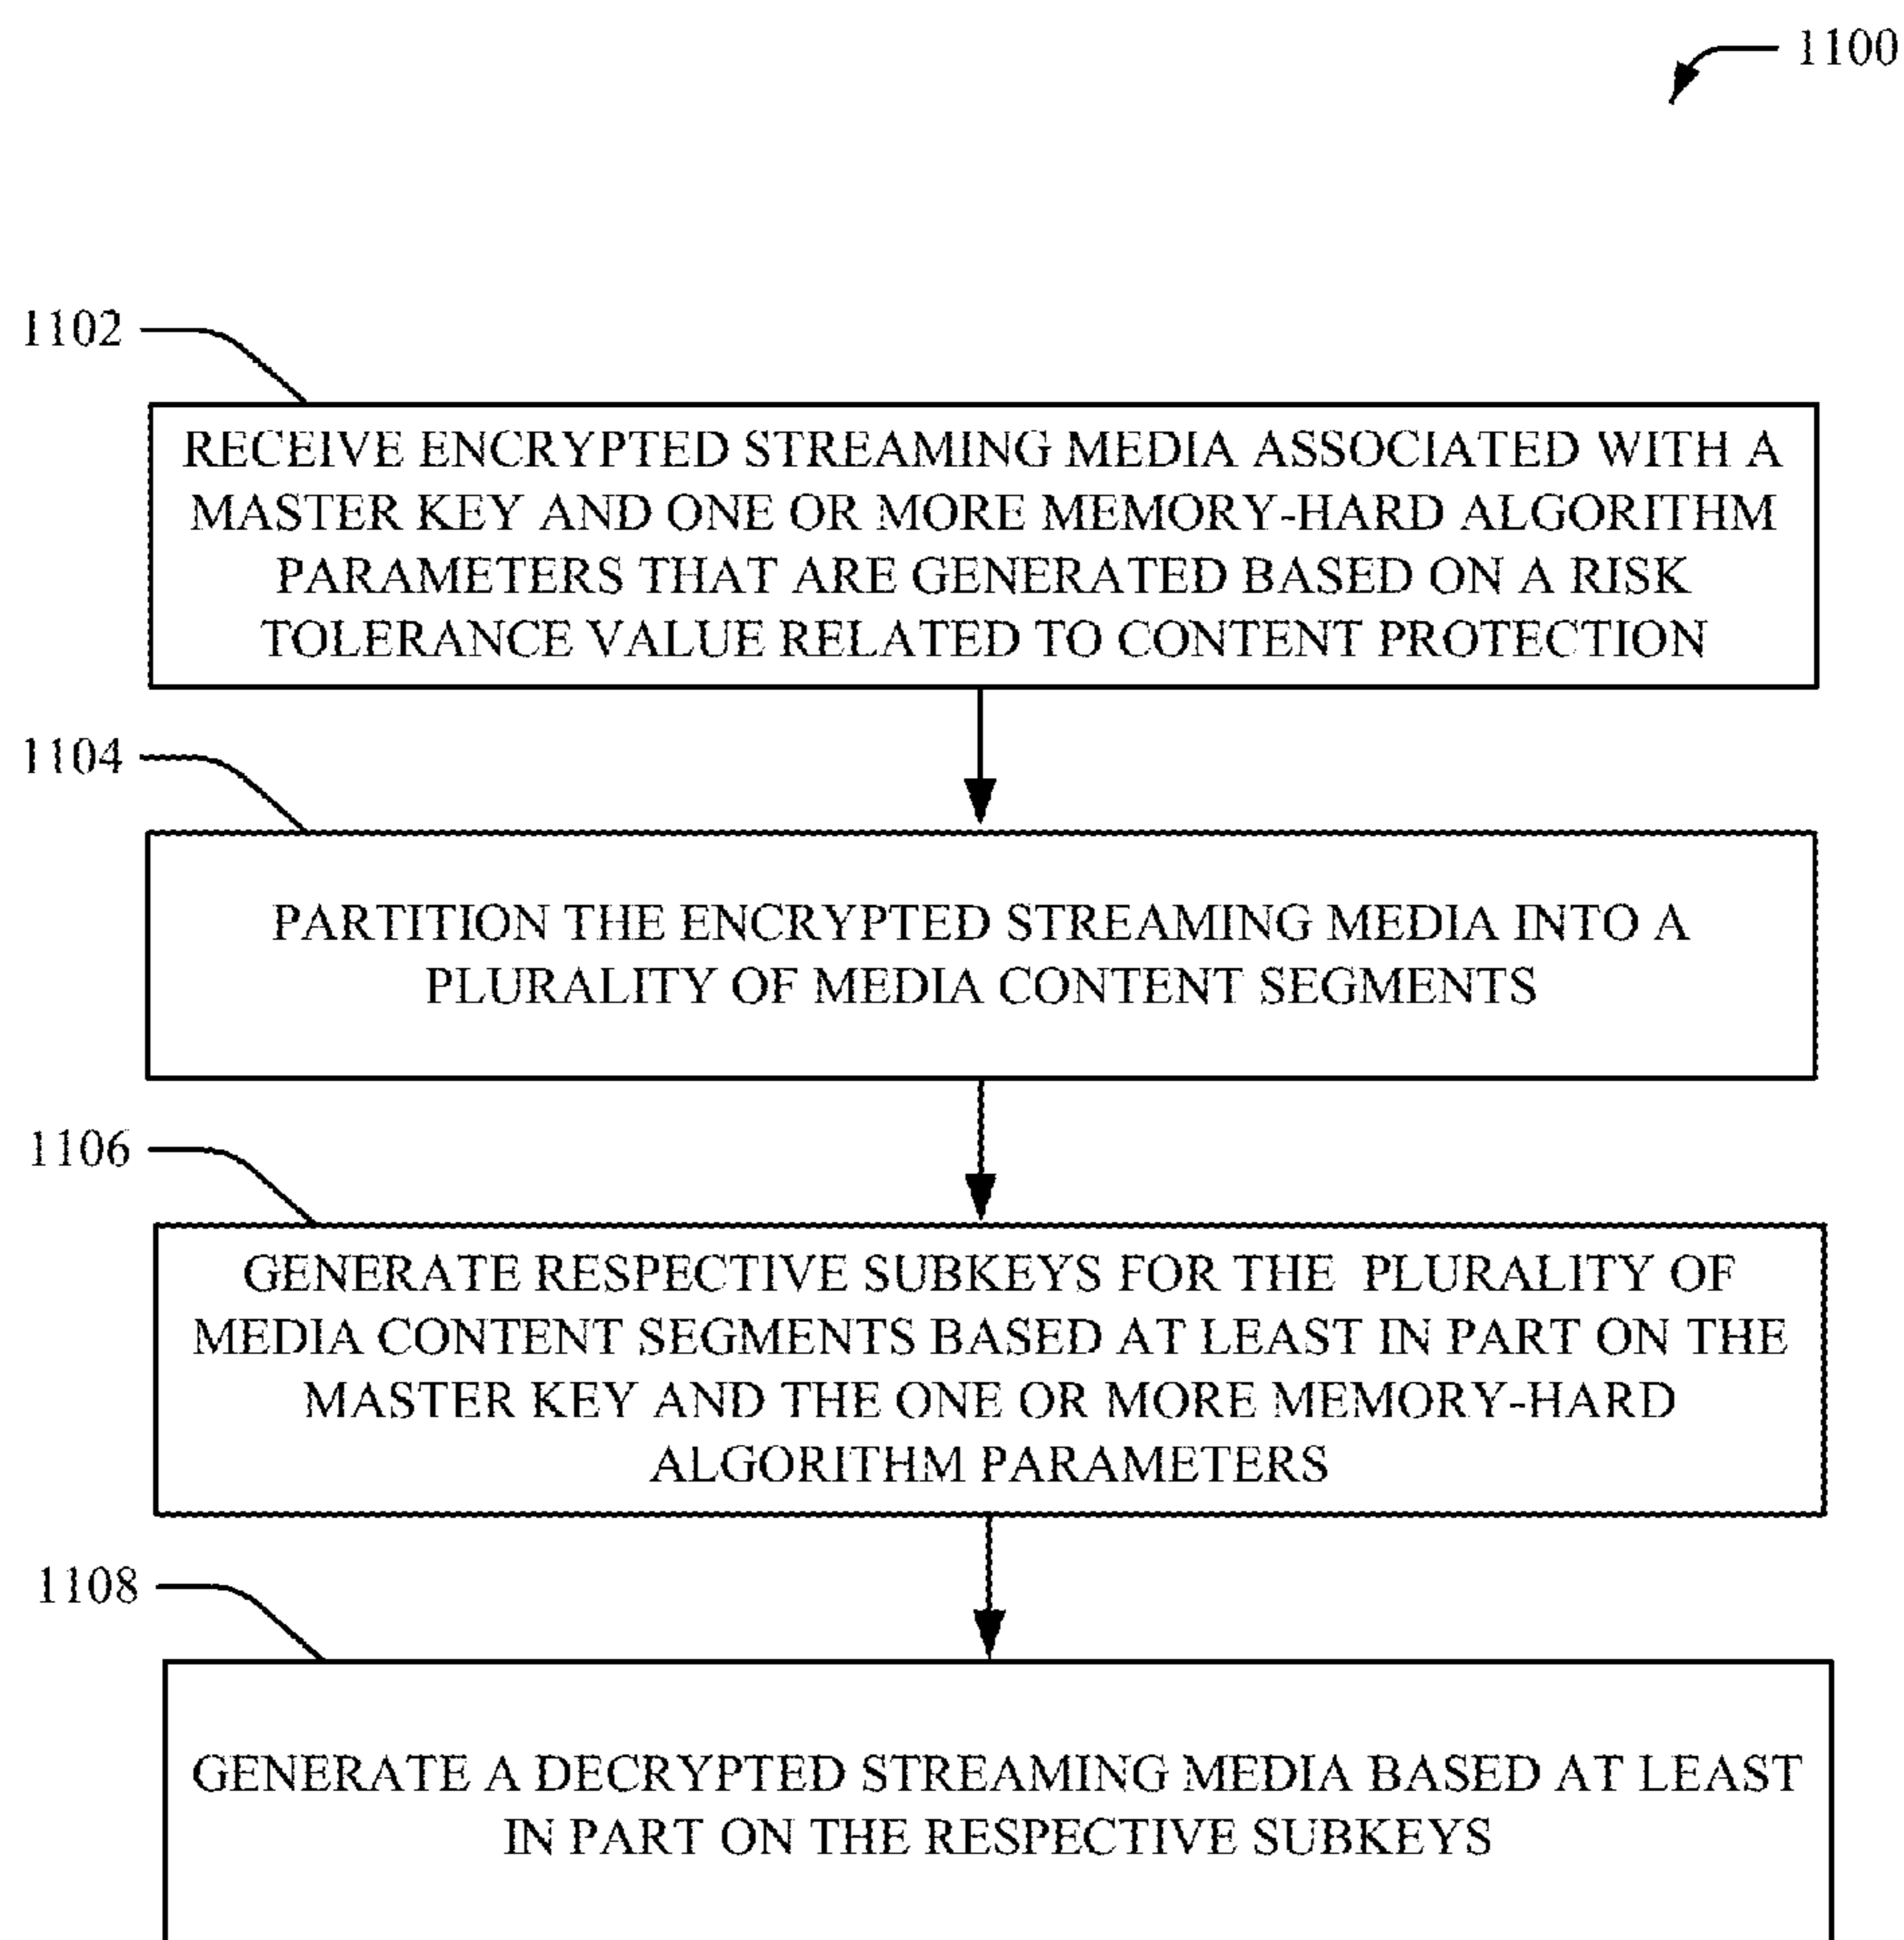 1100
1102
RECEIVE ENCRYPTED STREAMING MEDIA ASSOCIATED WITH A
MASTER KEY AND ONE OR MORE MEMORY-HARD ALGORITHM
PARAMETERS THAT ARE GENERATED BASED ON A RISK
TOLERANCE VALUE RELATED TO CONTENT PROTECTION
1104
PARTITION THE ENCRYPTED STREAMING MEDIA INTO A
PLURALITY OF MEDIA CONTENT SEGMENTS
1106
GENERATE RESPECTIVE SUBKEYS FOR THE PLURALITY OF
MEDIA CONTENT SEGMENTS BASED AT LEAST IN PART ON THE
MASTER KEY AND THE ONE OR MORE MEMORY-HARD
ALGORITHM PARAMETERS
1108
GENERATE A DECRYPTED STREAMING MEDIA BASED AT LEAST
IN PART ON THE RESPECTIVE SUBKEYS